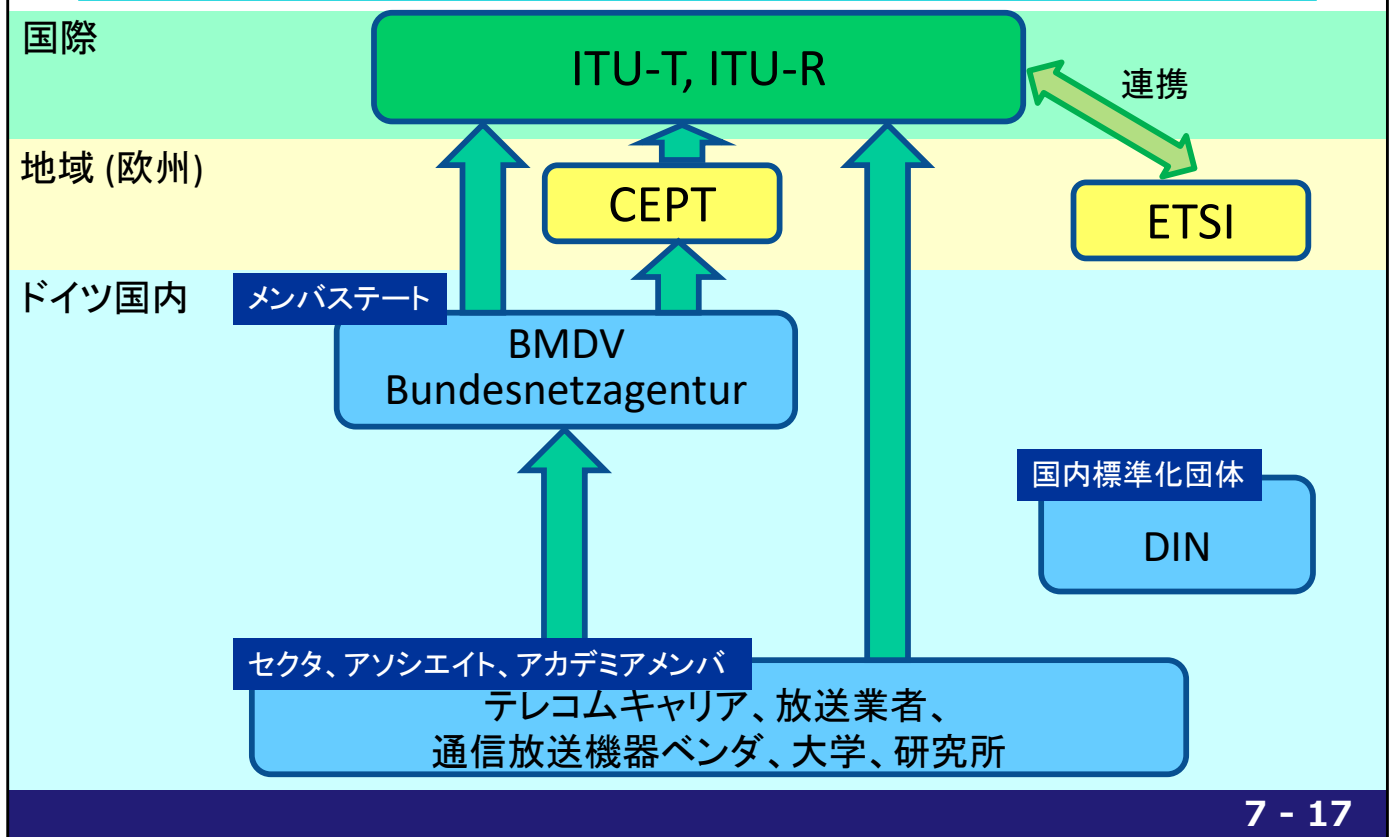 国際
ITU-T, ITU-R
連携
地域 (欧州)
CEPT
ETSI
ドイツ国内
メンバステート
BMDV
Bundesnetzagentur
国内標準化団体
DIN
セクタ、アソシエイト、アカデミアメンバ
テレコムキャリア、放送業者、
通信放送機器ベンダ、大学、研究所
7 - 17